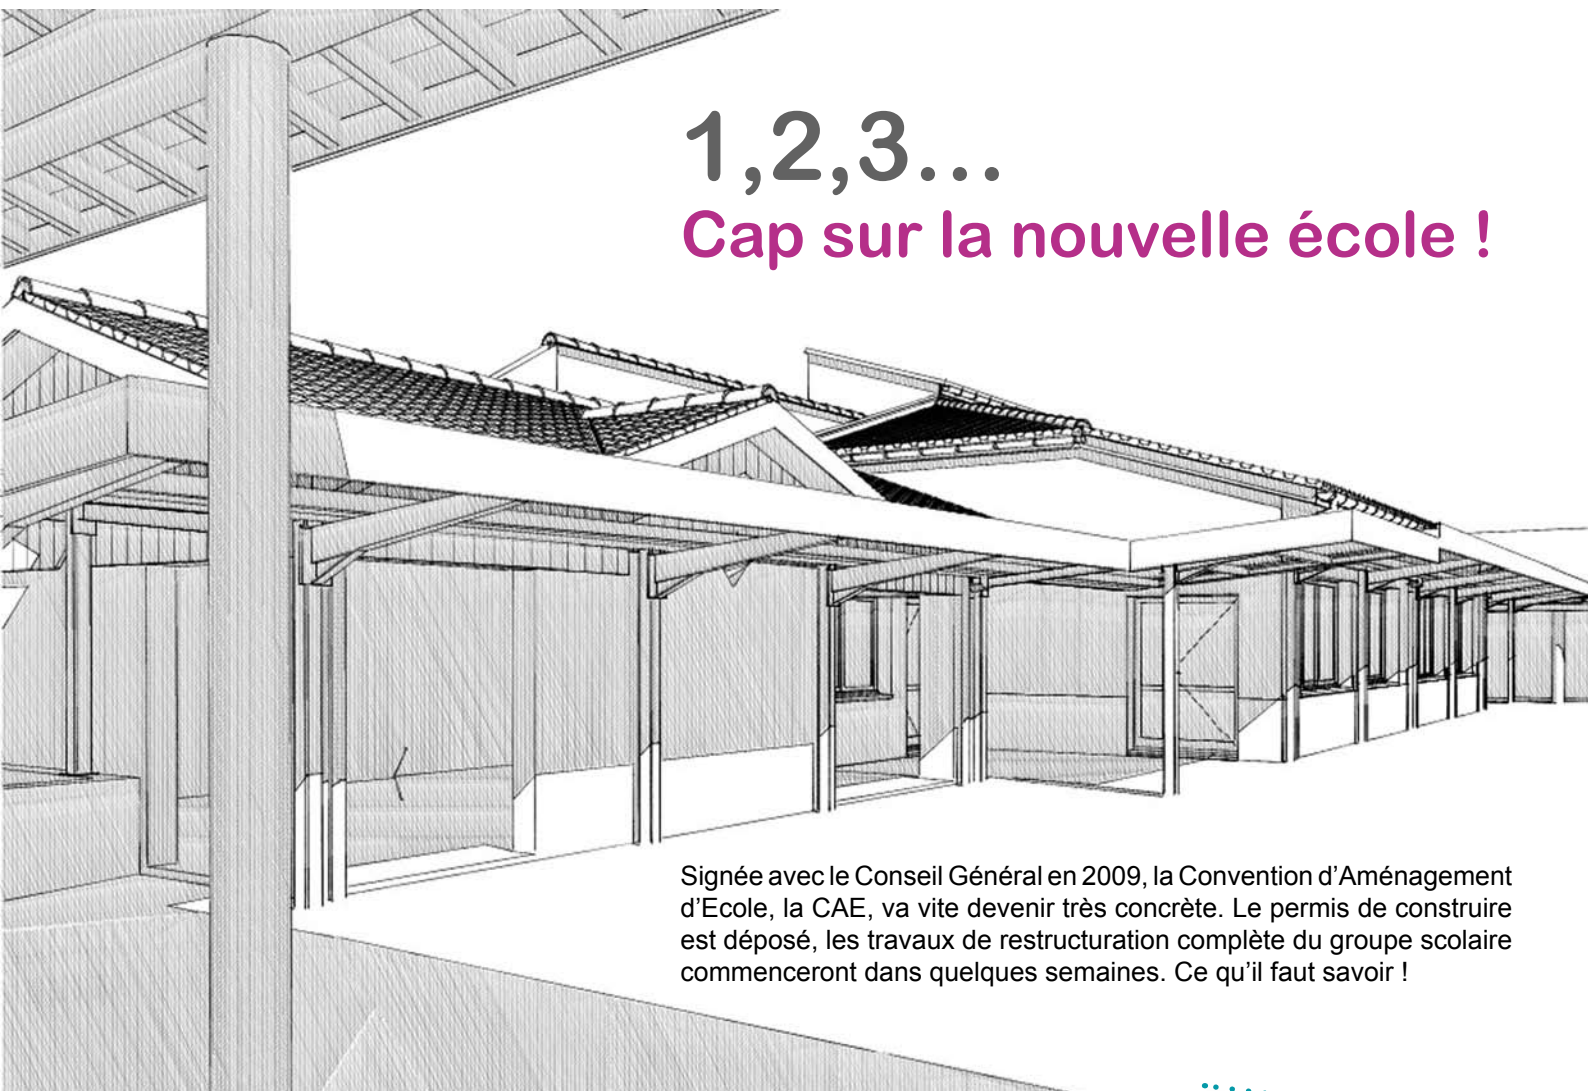 1,2,3...
Cap sur la nouvelle école !
Signée avec le Conseil Général en 2009, la Convention d’Aménagement
d’Ecole, la CAE, va vite devenir très concrète. Le permis de construire
est déposé, les travaux de restructuration complète du groupe scolaire
commenceront dans quelques semaines. Ce qu’il faut savoir !